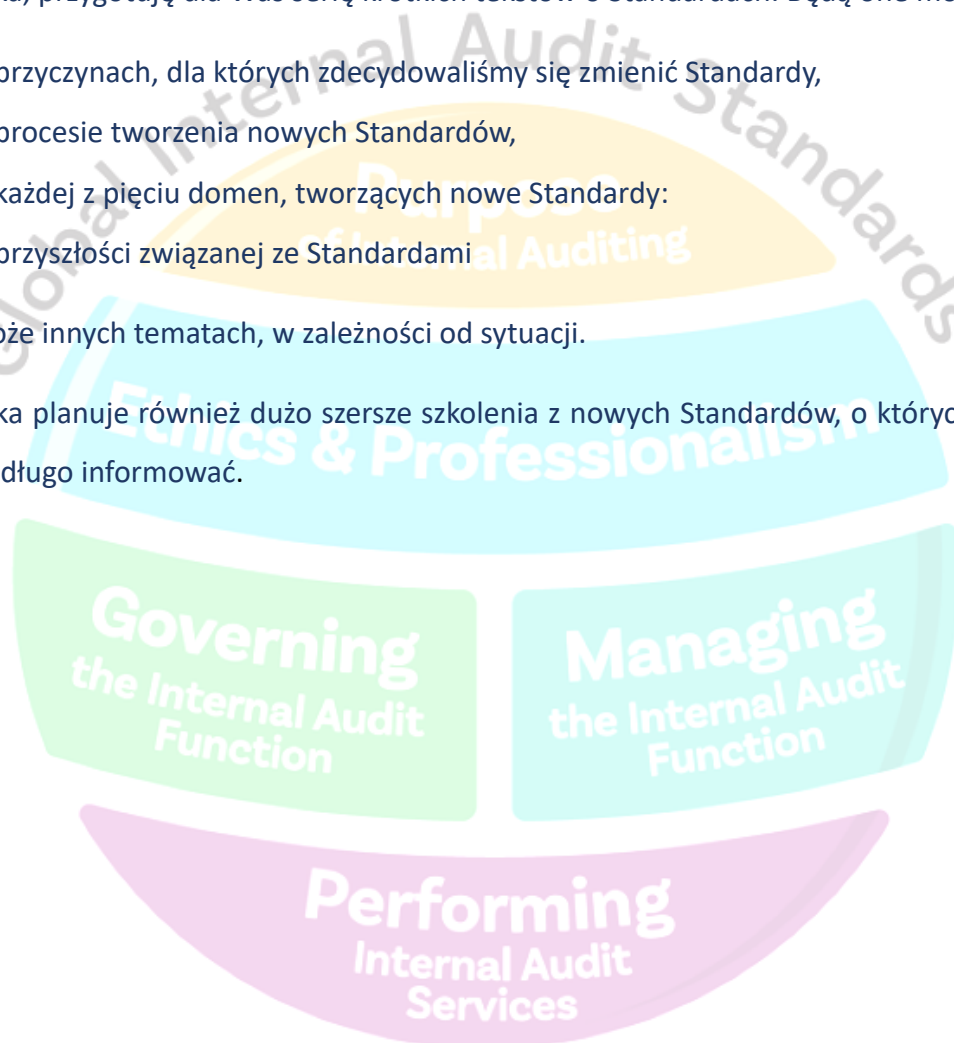 przygotują dla Was serię krótkich tekstów o Standardach. Będą one
przyczynach, dla których zdecydowaliśmy się zmienić Standardy,
procesie tworzenia nowych Standardów,
każdej z pięciu domen, tworzących nowe Standardy:
przyszłości związanej ze Standardami
oże innych tematach, w zależności od sytuacji.
ka planuje również dużo szersze szkolenia z nowych Standardów, o któryc
długo informować.
Global Internal Audit Standards
Purpose
of Internal Auditing
Ethics & Professionalism
Governing
the Internal Audit
Function
Managing
the Internal Audit
Function
Performing
Internal Audit
Services